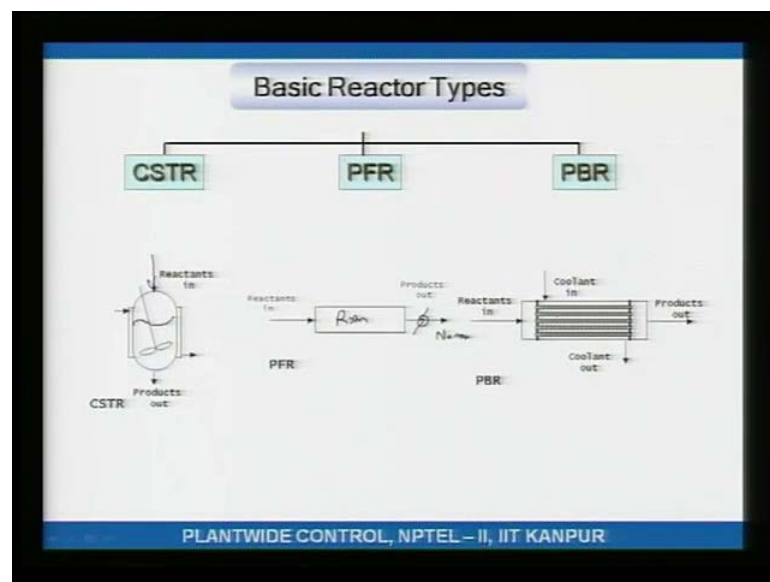 Basic Reactor Types
CSTR
PFR
PBR
Reactants
in
Products
out
CSTR
Reactants
in
Products
out
PFR
Reactants
in
Coolant
in
Products
out
Coolant
out
PBR
PLANTWIDE CONTROL, NPTEL – II, IIT KANPUR